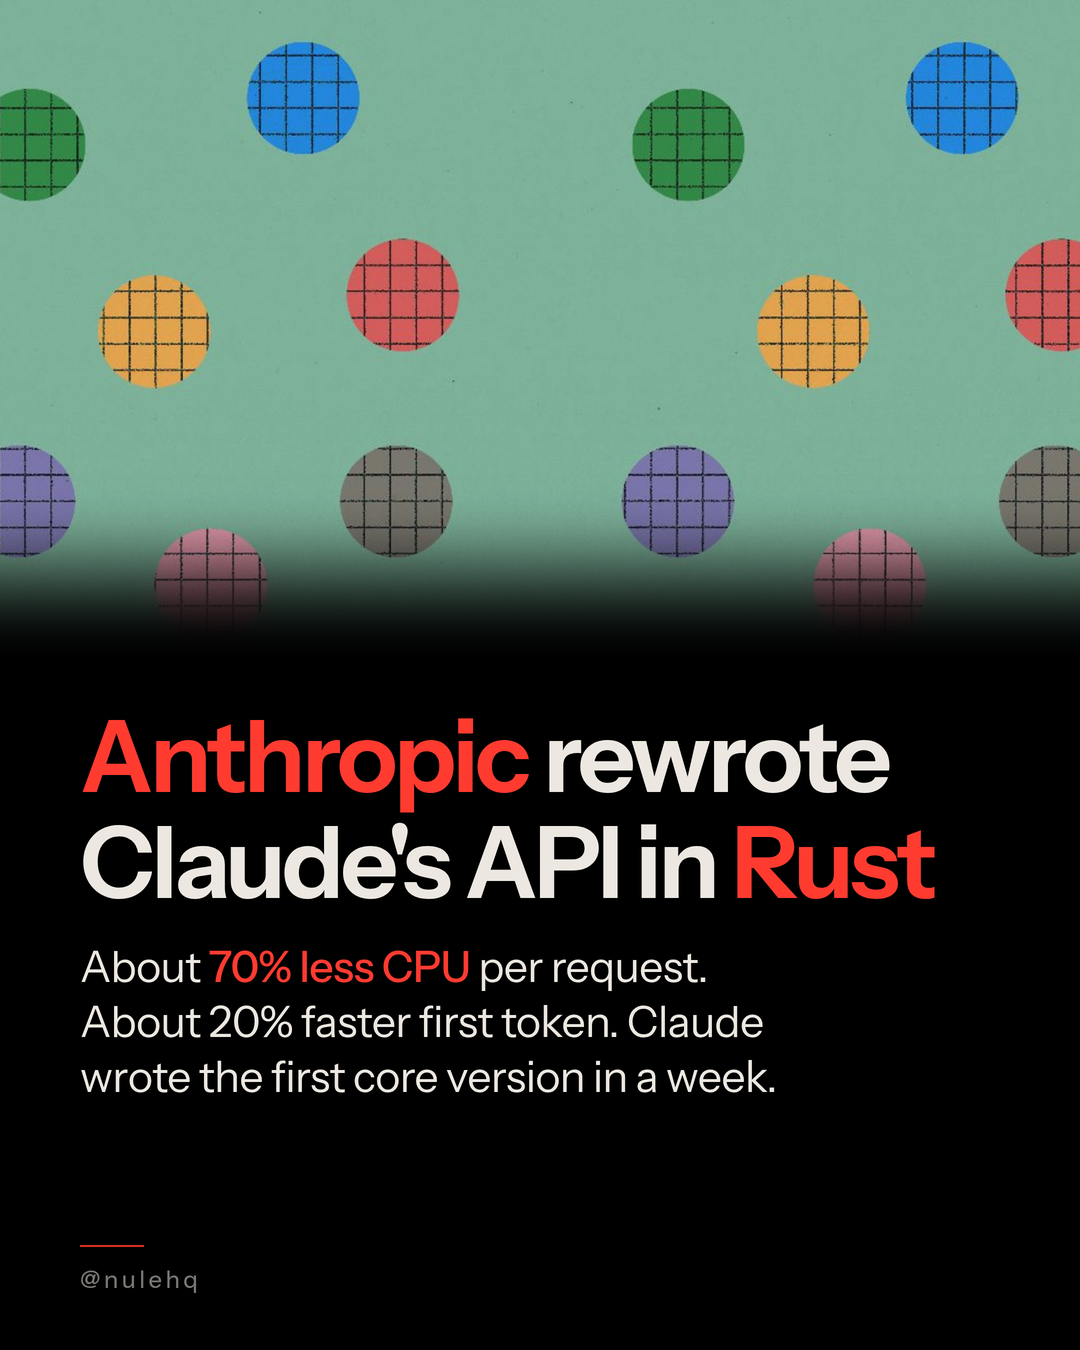 Anthropic rewrote
Claude's API in Rust
About 70% less CPU per request.
About 20% faster first token. Claude
wrote the first core version in a week.
@nulehq